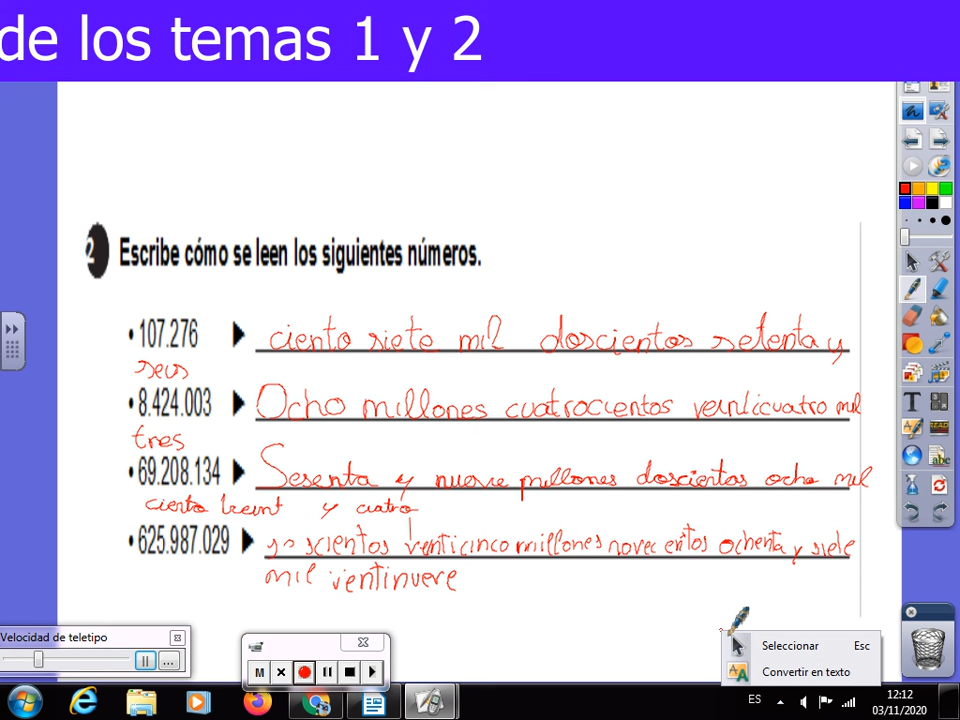 de los temas 1 y 2
2 Escribe cómo se leen los siguientes números.
• 107.276 ciento siete mil doscientos setenta y
seis
• 8.424.003 Ocho millones cuatrocientos veinticuatro mil
tres
• 69.208.134 Sesenta y nueve millones doscientos ocho mil
ciento y cuatro
• 625.987.029 scientos venticinco millones novecentos ochenta y siete
mil ventinueve
Velocidad de teletipo
...
M
Seleccionar Esc
Convertir en texto
ES
12:12
03/11/2020